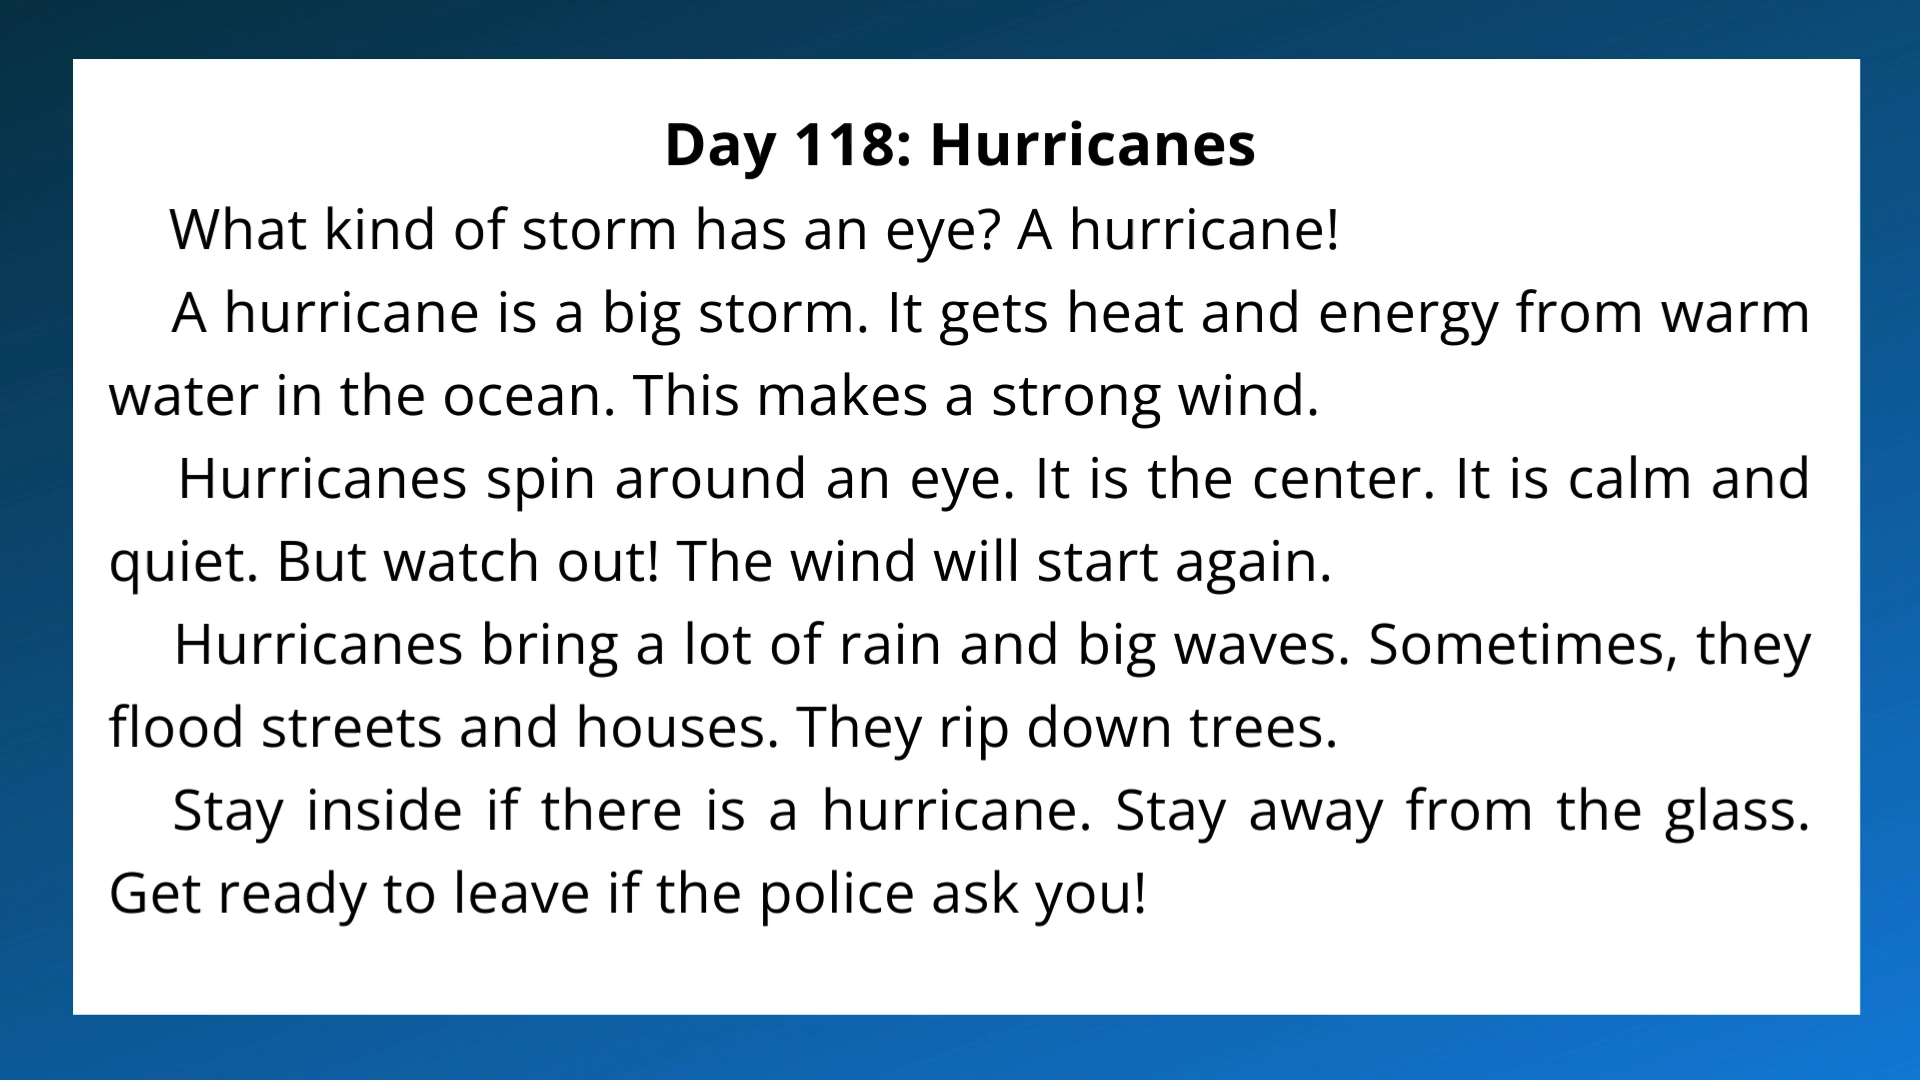 Day 118: Hurricanes
What kind of storm has an eye? A hurricane!
A hurricane is a big storm. It gets heat and energy from warm
water in the ocean. This makes a strong wind.
Hurricanes spin around an eye. It is the center. It is calm and
quiet. But watch out! The wind will start again.
Hurricanes bring a lot of rain and big waves. Sometimes, they
flood streets and houses. They rip down trees.
Stay inside if there is a hurricane. Stay away from the glass.
Get ready to leave if the police ask you!